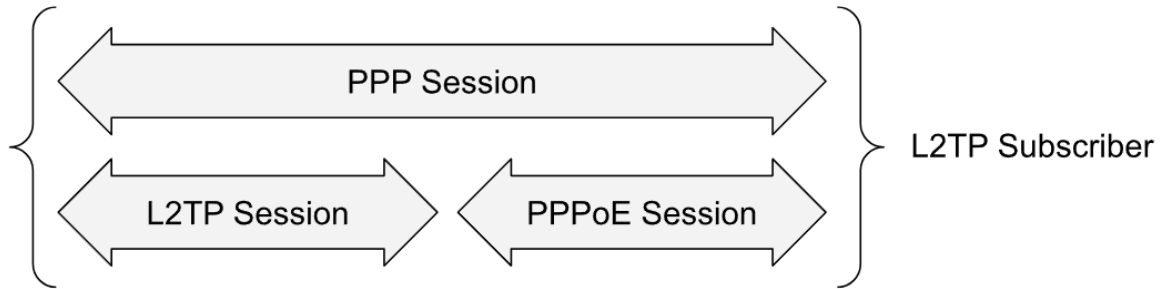 PPP Session
L2TP Subscriber
L2TP Session
PPPoE Session